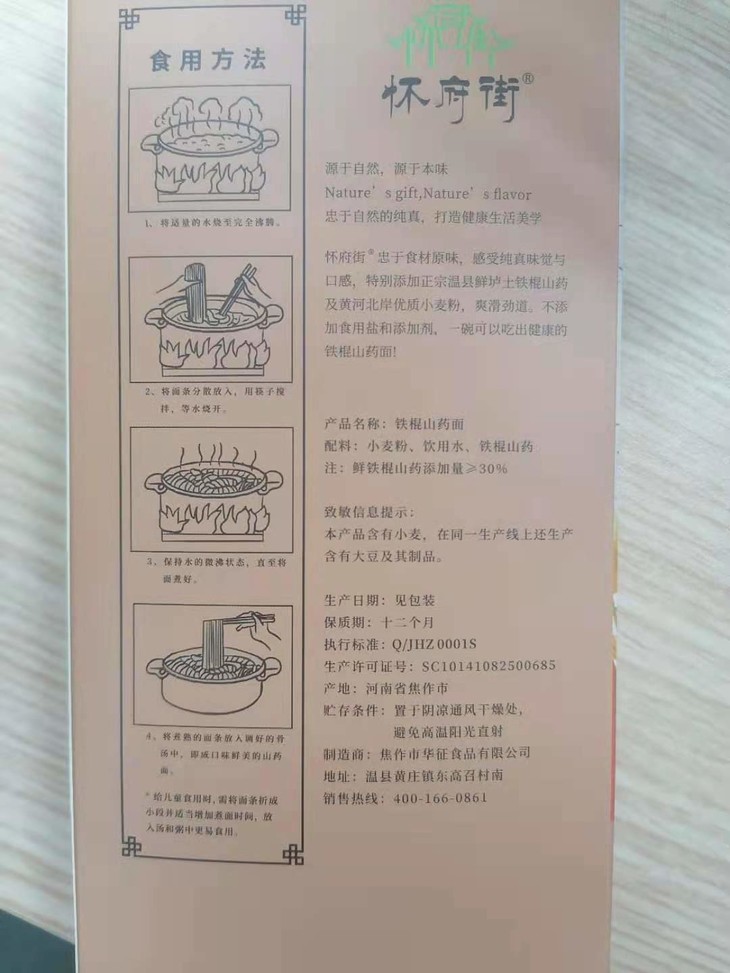 食用方法
1、将适量的水烧至完全沸腾。
2、将面条分散放入，用筷子搅
拌，等水烧开。
3、保持水的微沸状态，直至将
面煮好。
4、将煮熟的面条放入调好的骨
汤中，即成口味鲜美的山药
面。
*给儿童食用时，需将面条折成
小段并适当增加煮面时间，放
入汤和粥中更易食用。
怀府街
怀府街®
源于自然，源于本味
Nature's gift,Nature's flavor
忠于自然的纯真，打造健康生活美学
怀府街®忠于食材原味，感受纯真味觉与
口感，特别添加正宗温县鲜垆土铁棍山药
及黄河北岸优质小麦粉，爽滑劲道。不添
加食用盐和添加剂，一碗可以吃出健康的
铁棍山药面!
产品名称：铁棍山药面
配料：小麦粉、饮用水、铁棍山药
注：鲜铁棍山药添加量≥30%
致敏信息提示：
本产品含有小麦，在同一生产线上还生产
含有大豆及其制品。
生产日期：见包装
保质期：十二个月
执行标准：Q/JHZ 0001S
生产许可证号：SC10141082500685
产地：河南省焦作市
贮存条件：置于阴凉通风干燥处，
避免高温阳光直射
制造商：焦作市华征食品有限公司
地址：温县黄庄镇东高召村南
销售热线：400-166-0861